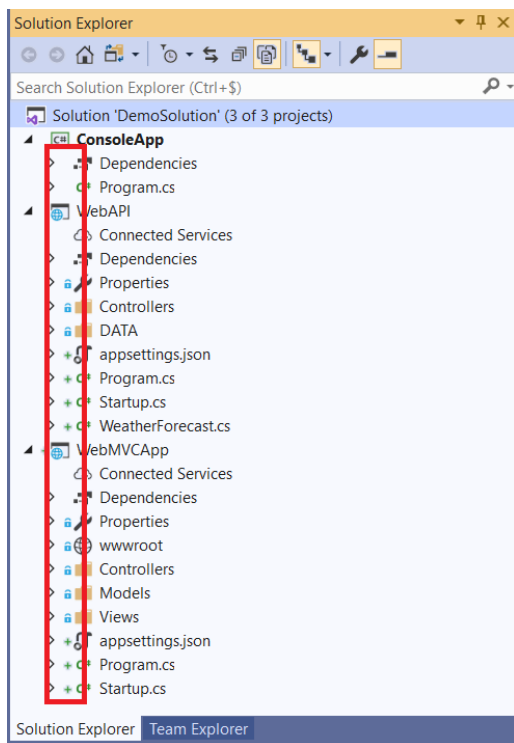 Solution Explorer
Search Solution Explorer (Ctrl+$)
Solution 'DemoSolution' (3 of 3 projects)
C# ConsoleApp
Dependencies
C# Program.cs
WebAPI
Connected Services
Dependencies
Properties
Controllers
DATA
appsettings.json
+ C# Program.cs
+ C# Startup.cs
+ C# WeatherForecast.cs
WebMVCApp
Connected Services
Dependencies
Properties
wwwroot
Controllers
Models
Views
appsettings.json
+ C# Program.cs
+ C# Startup.cs
Solution Explorer Team Explorer